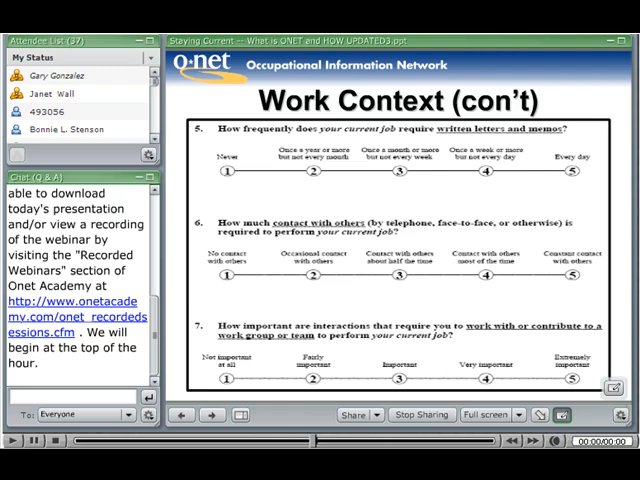 Attendee List (37)
My Status
Gary Gonzalez
Janet Wall
493056
Bonnie L. Stenson
Chat (Q & A)
able to download
today's presentation
and/or view a recording
of the webinar by
visiting the "Recorded
Webinars" section of
Onet Academy at
http://www.onetacade
my.com/onet_recordeds
essions.cfm . We will
begin at the top of the
hour.
To: Everyone
Staying Current -- What is ONET and HOW UPDATED3.ppt
o·net Occupational Information Network
Work Context (con't)
5. How frequently does your current job require written letters and memos?
Never Once a year or more but not every month Once a month or more but not every week Once a week or more but not every day Every day
1 2 3 4 5
6. How much contact with others (by telephone, face-to-face, or otherwise) is
required to perform your current job?
No contact with others Occasional contact with others Contact with others about half the time Contact with others most of the time Constant contact with others
1 2 3 4 5
7. How important are interactions that require you to work with or contribute to a
work group or team to perform your current job?
Not important at all Fairly important Important Very important Extremely important
1 2 3 4 5
Share Stop Sharing Full screen
00:00/00:00